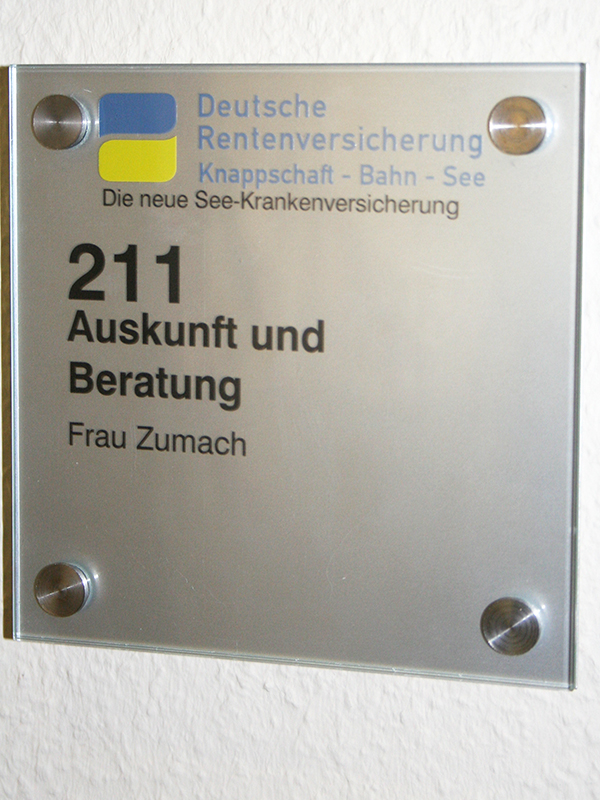 Deutsche
Rentenversicherung
Knappschaft - Bahn - See
Die neue See-Krankenversicherung
211
Auskunft und
Beratung
Frau Zumach